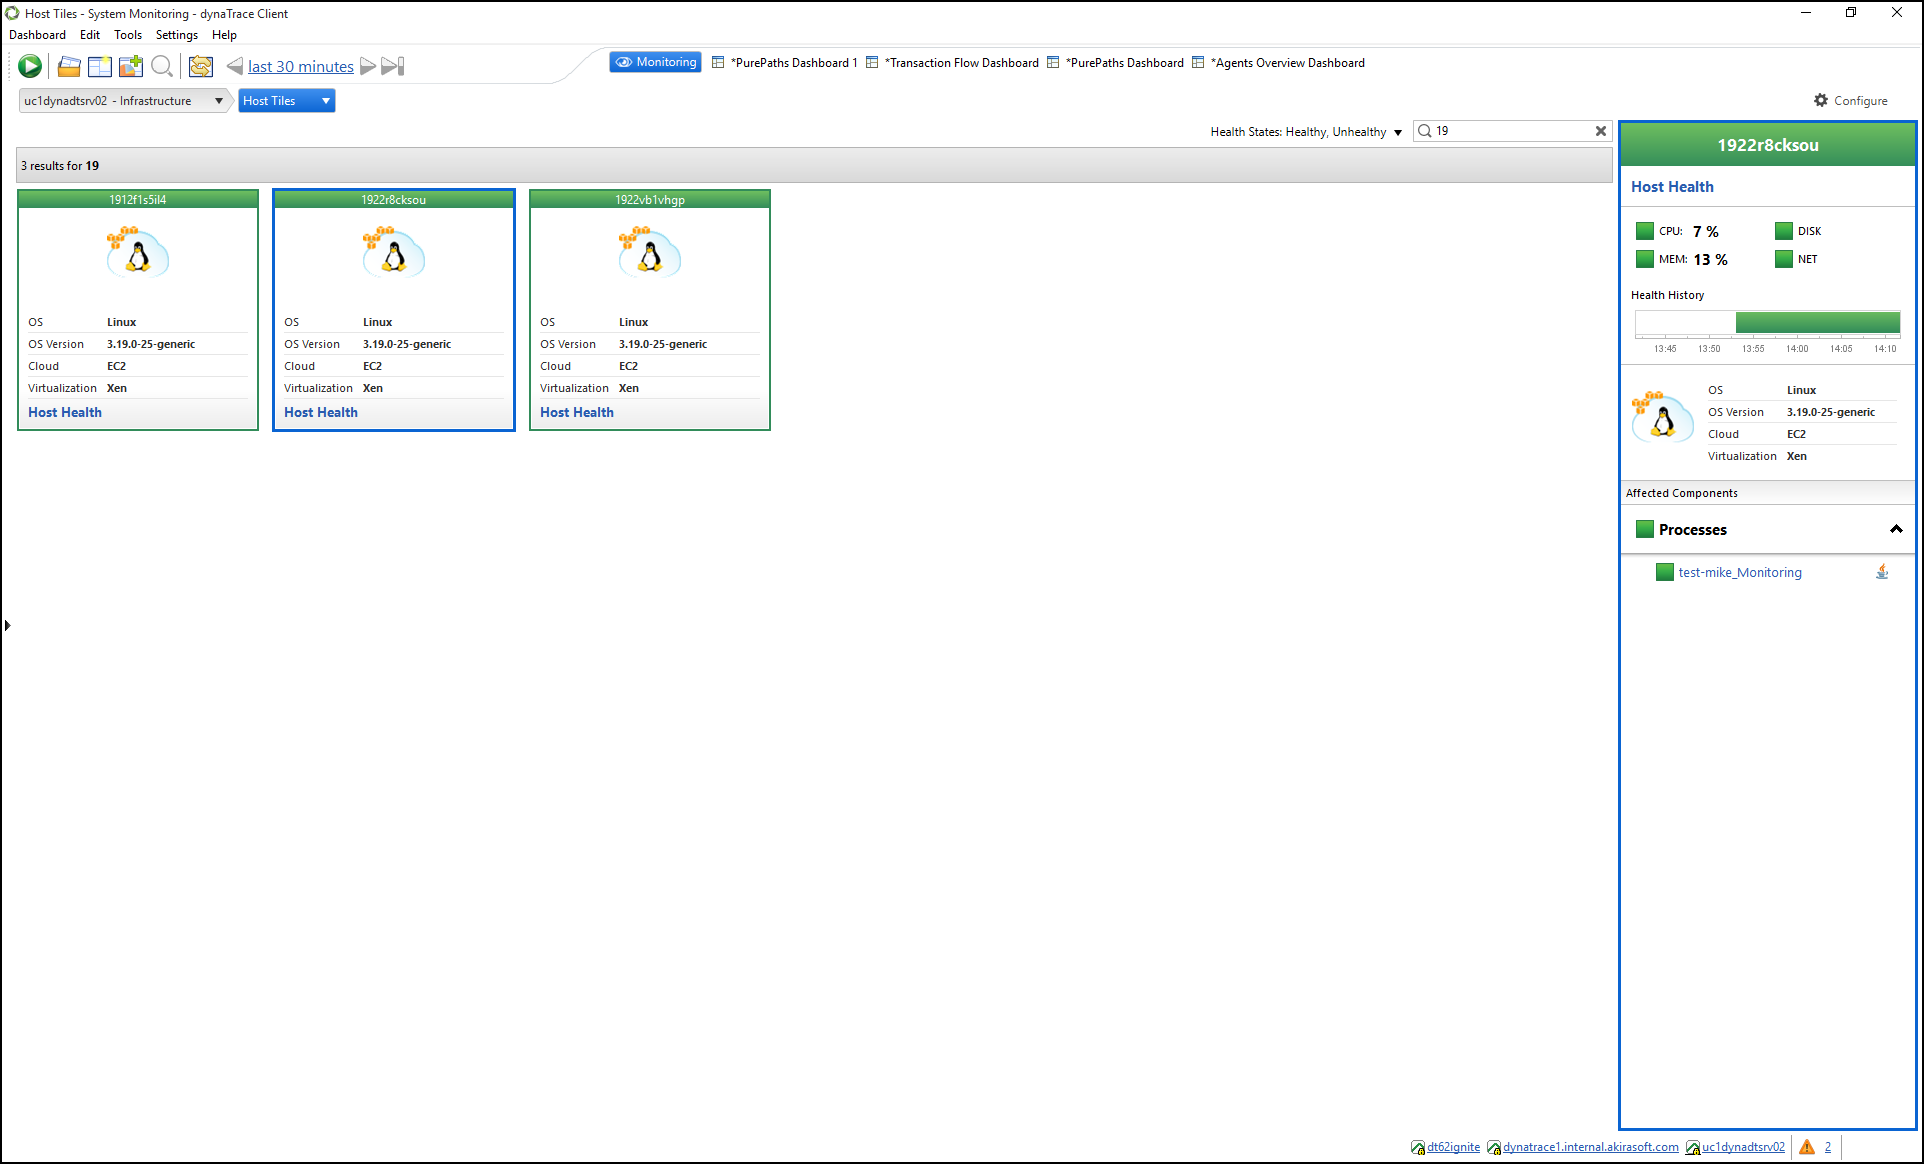 Host Tiles - System Monitoring - dynaTrace Client
Dashboard Edit Tools Settings Help
last 30 minutes
Monitoring *PurePaths Dashboard 1 *Transaction Flow Dashboard *PurePaths Dashboard *Agents Overview Dashboard
uc1dynadtsrv02 - Infrastructure Host Tiles Configure
Health States: Healthy, Unhealthy 19
3 results for 19
1912f1s5il4
OS Linux
OS Version 3.19.0-25-generic
Cloud EC2
Virtualization Xen
Host Health
1922r8cksou
OS Linux
OS Version 3.19.0-25-generic
Cloud EC2
Virtualization Xen
Host Health
1922vb1vhgp
OS Linux
OS Version 3.19.0-25-generic
Cloud EC2
Virtualization Xen
Host Health
1922r8cksou
Host Health
CPU: 7 % DISK
MEM: 13 % NET
Health History
13:45 13:50 13:55 14:00 14:05 14:10
OS Linux
OS Version 3.19.0-25-generic
Cloud EC2
Virtualization Xen
Affected Components
Processes
test-mike_Monitoring
dt62ignite dynatrace1.internal.akirasoft.com uc1dynadtsrv02 2